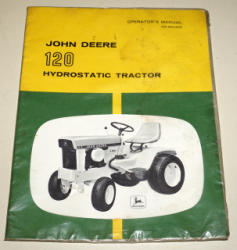 OPERATOR'S MANUAL
JOHN DEERE
120
HYDROSTATIC TRACTOR